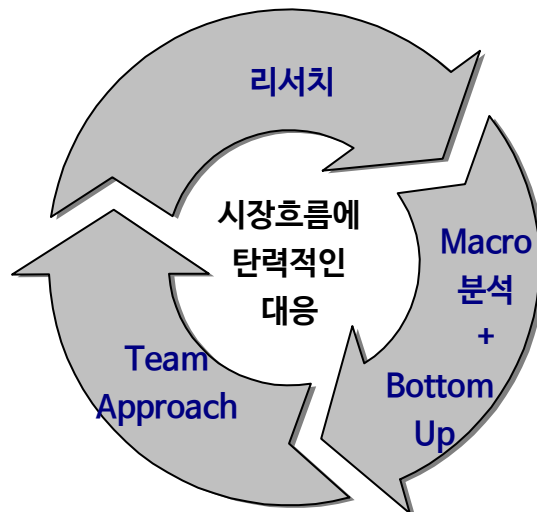 리서치
시장흐름에
탄력적인
대응
Macro
분석
+
Bottom
Up
Team
Approach